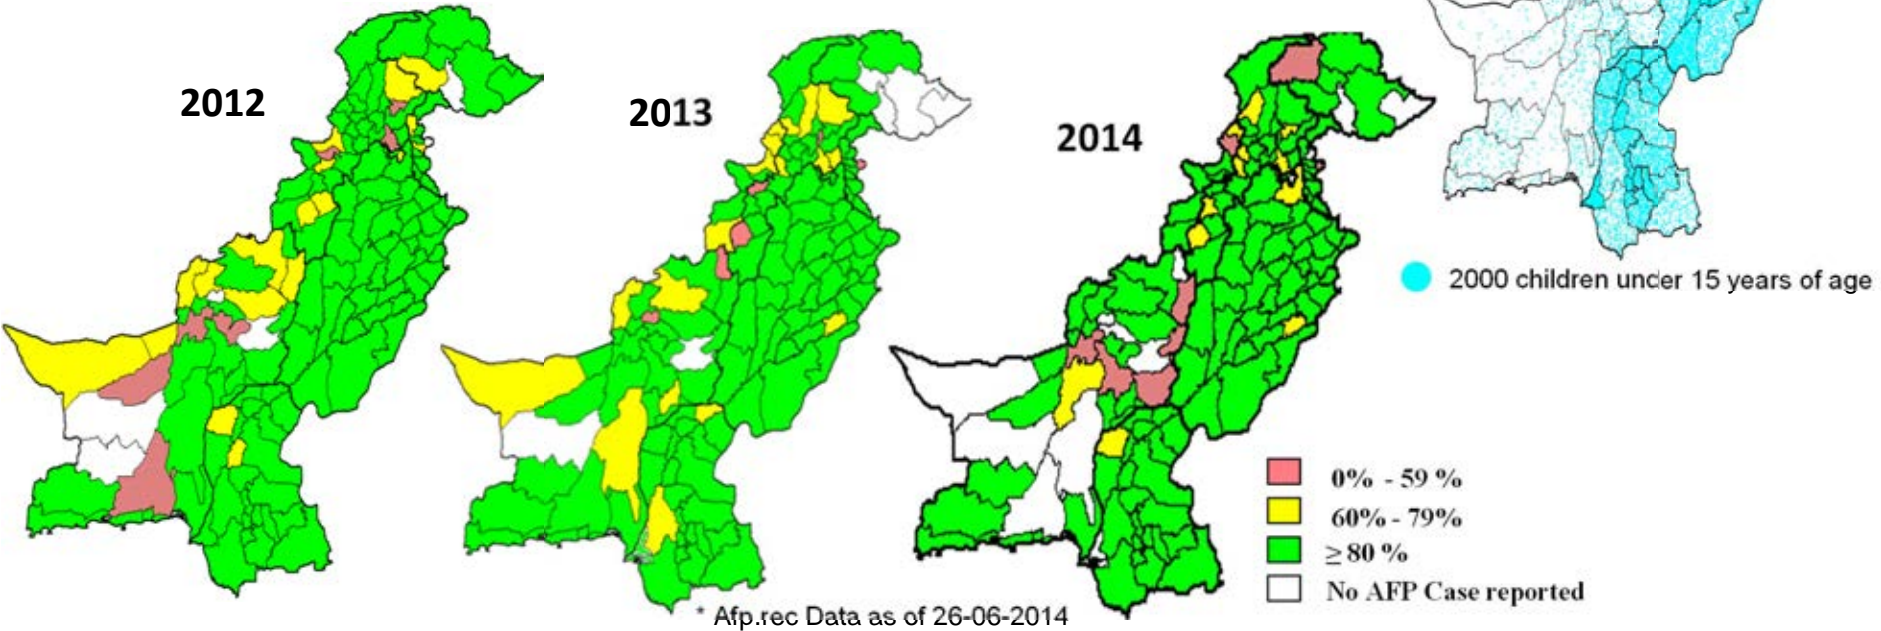 2012
2013
2014
2000 children under 15 years of age
0% - 59 %
60% - 79%
≥ 80 %
No AFP Case reported
* Afp.rec Data as of 26-06-2014